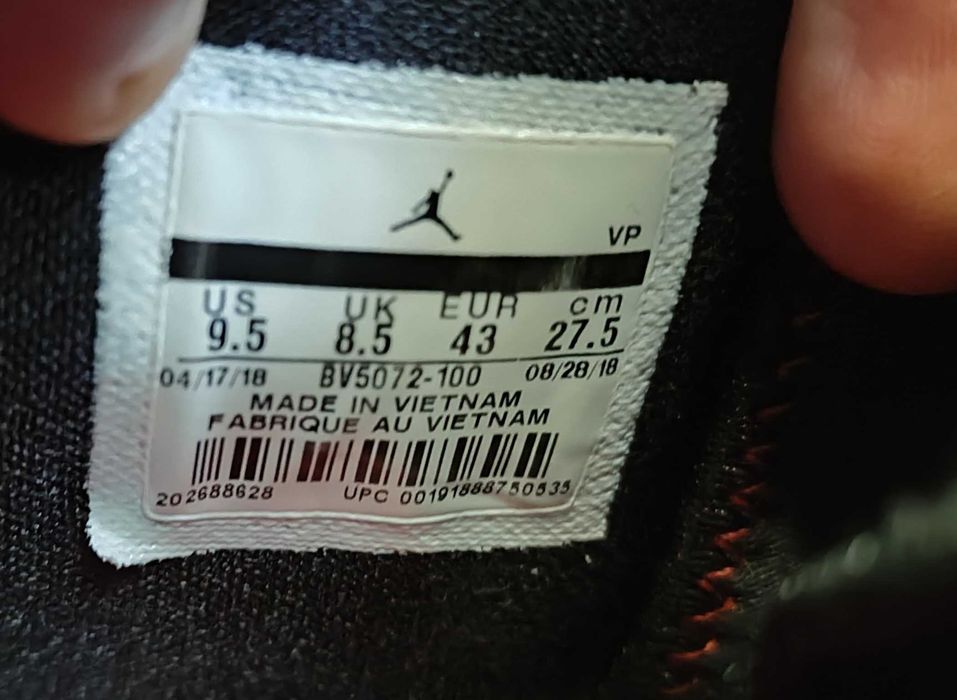 VP
US UK EUR cm
9.5 8.5 43 27.5
04/17/18 BV5072-100 08/28/18
MADE IN VIETNAM
FABRIQUE AU VIETNAM
202688628 UPC 00191888750535